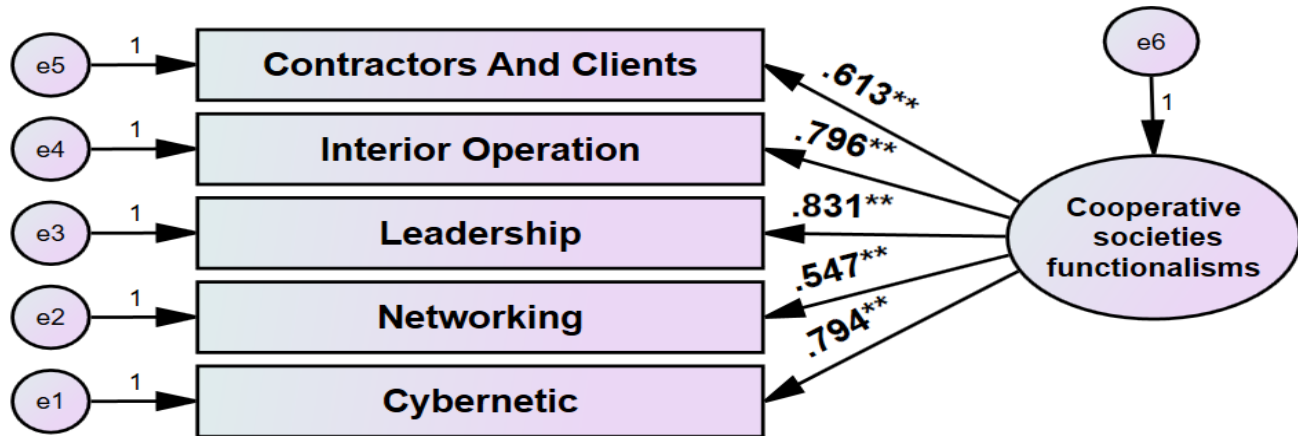 e5
1
Contractors And Clients
e4
1
Interior Operation
e3
1
Leadership
e2
1
Networking
e1
1
Cybernetic
.613**
.796**
.831**
.547**
.794**
e6
1
Cooperative
societies
functionalisms